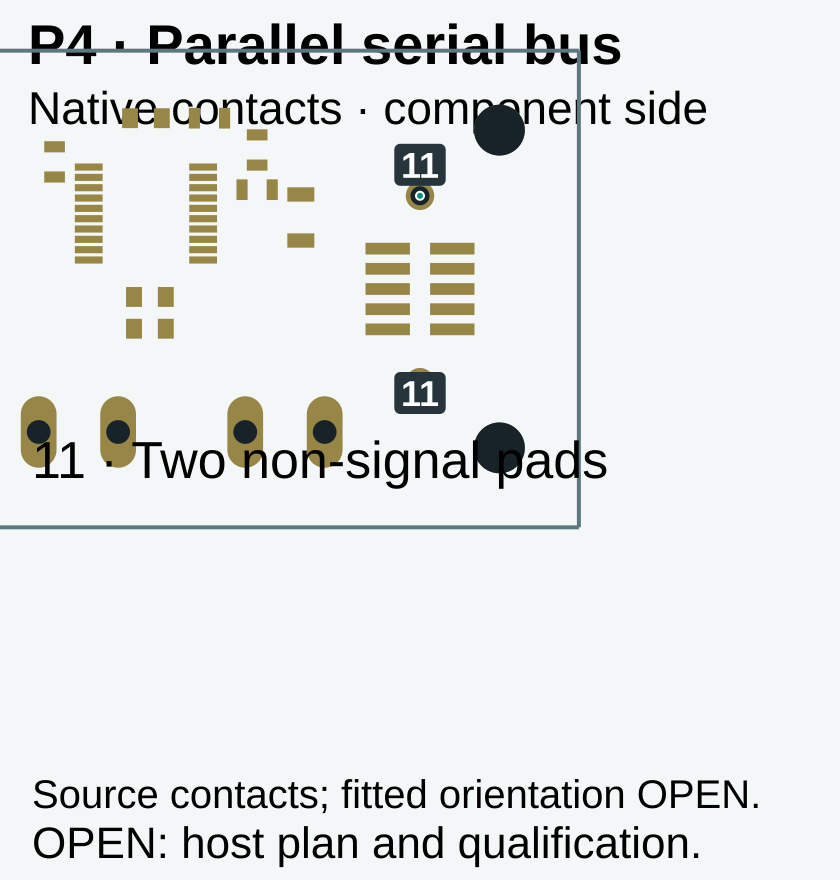 P4 · Parallel serial bus
Native contacts · component side
11
11
11 · Two non-signal pads
Source contacts; fitted orientation OPEN.
OPEN: host plan and qualification.